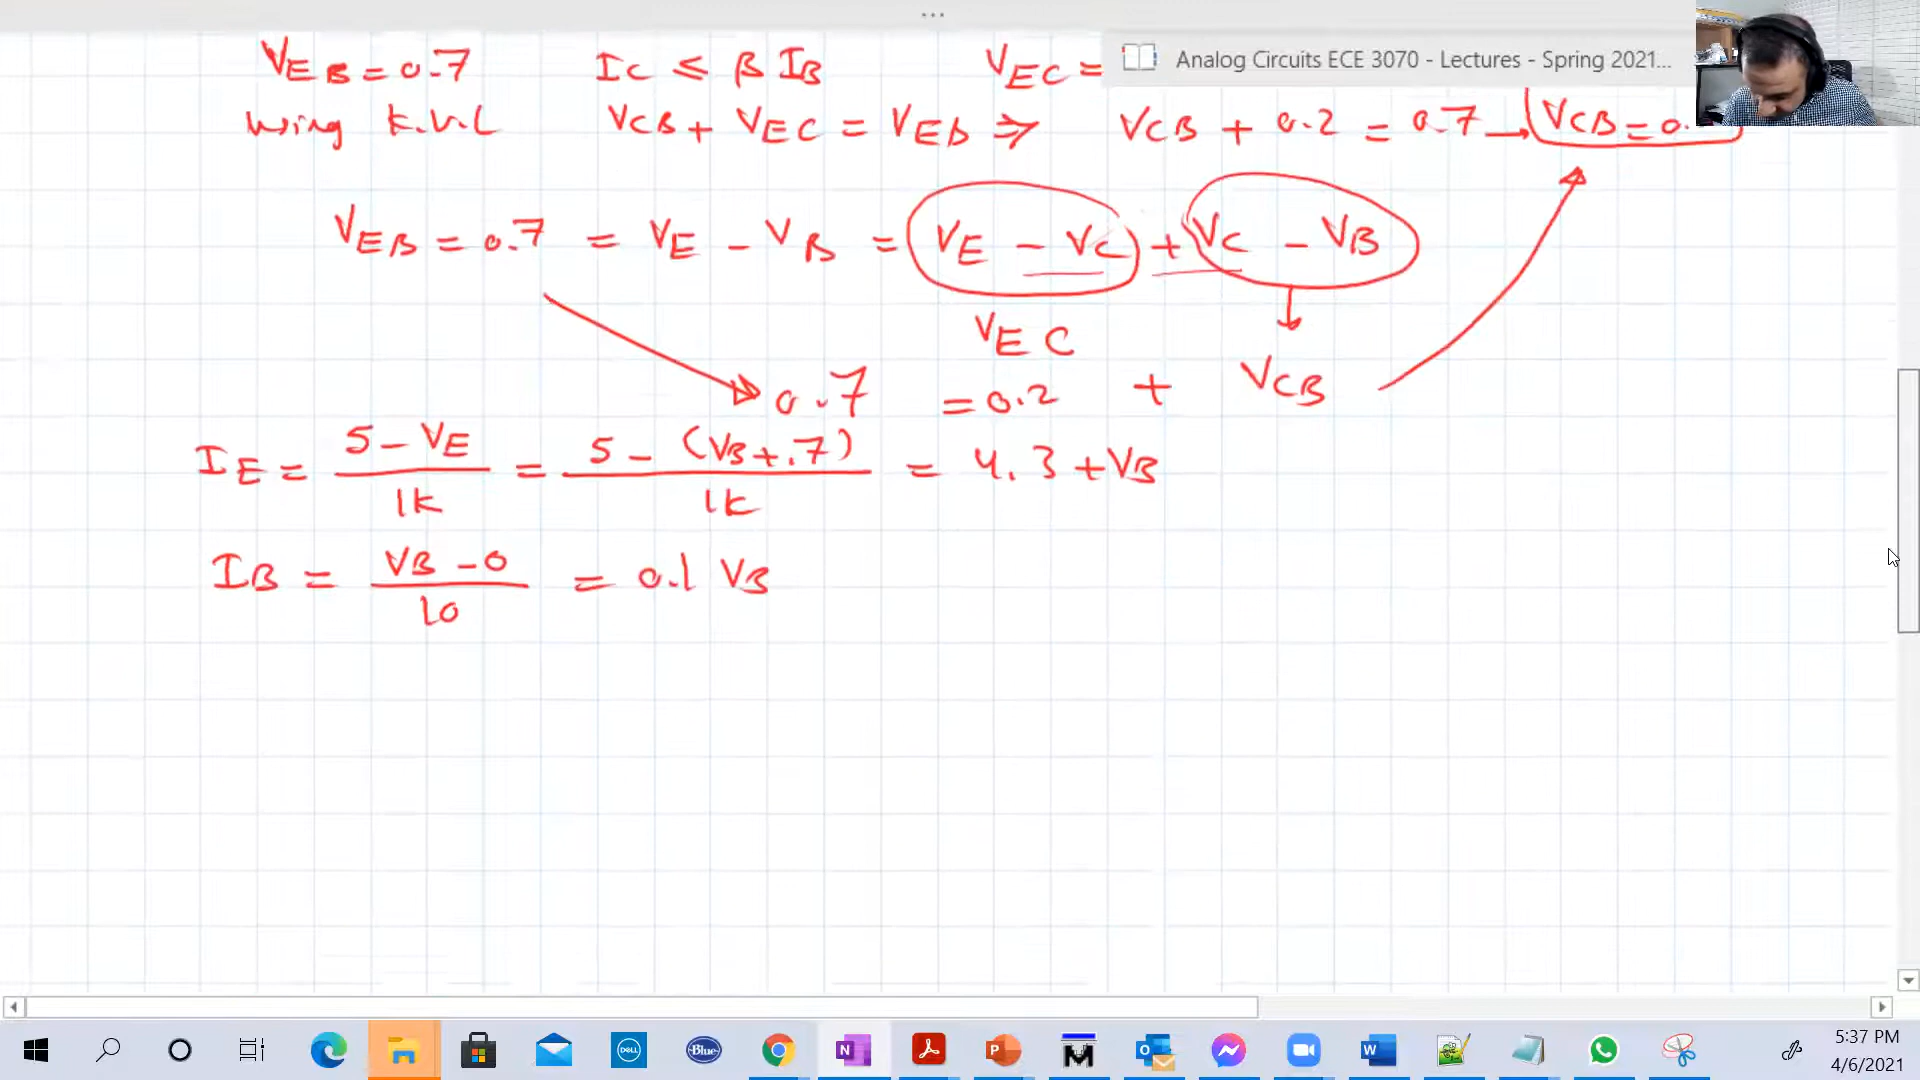 ...
Analog Circuits ECE 3070 - Lectures - Spring 2021...
VEB = 0.7 IC ≤ β IB VEC =
Using K.V.L VCB + VEC = VEB ⇒ VCB + 0.2 = 0.7 → VCB = 0.
VEB = 0.7 = VE - VB = VE - VC + VC - VB
VEC
VCB
0.7 = 0.2 +
IE = 5 - VE / 1K = 5 - (VB + .7) / 1K = 4.3 + VB
IB = VB - 0 / 10 = 0.1 VB
DELL
Blue
N
P
W
5:37 PM
4/6/2021